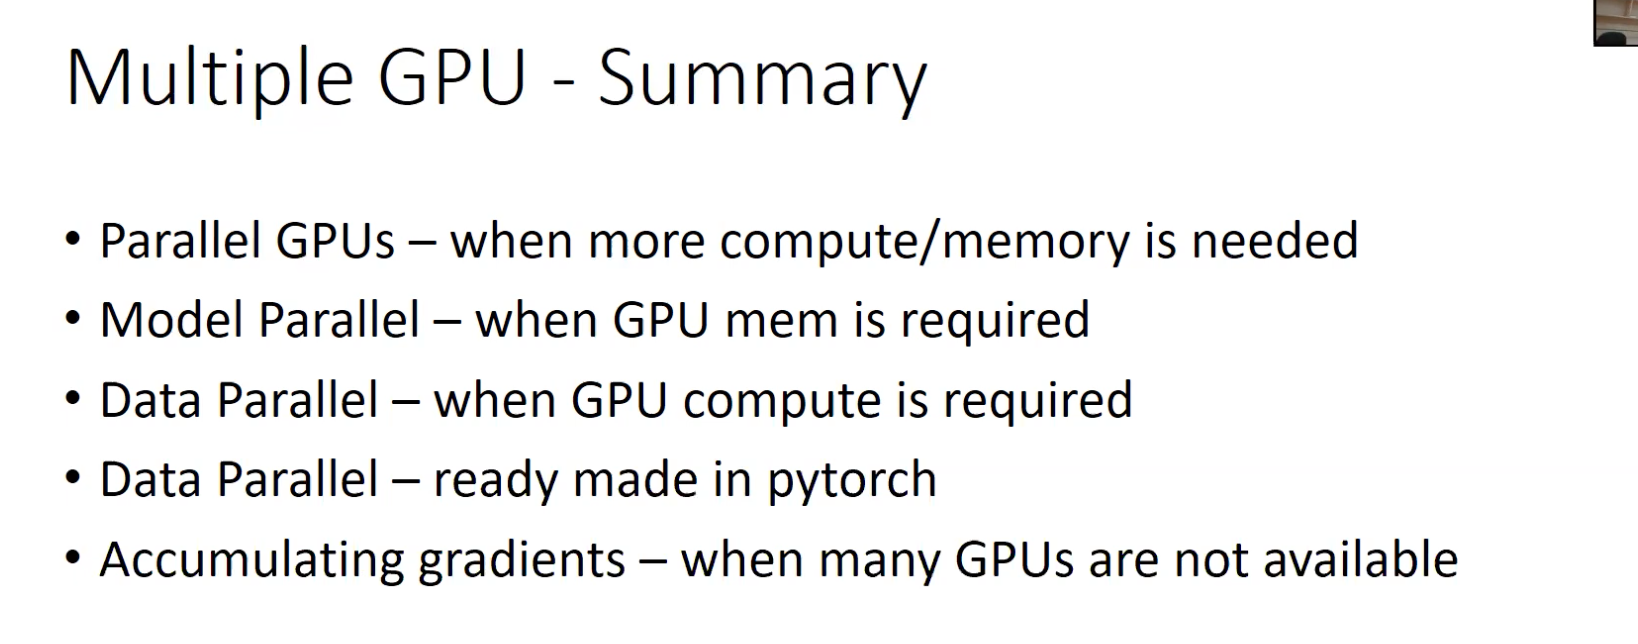 Multiple GPU - Summary
• Parallel GPUs – when more compute/memory is needed
• Model Parallel – when GPU mem is required
• Data Parallel – when GPU compute is required
• Data Parallel – ready made in pytorch
• Accumulating gradients – when many GPUs are not available